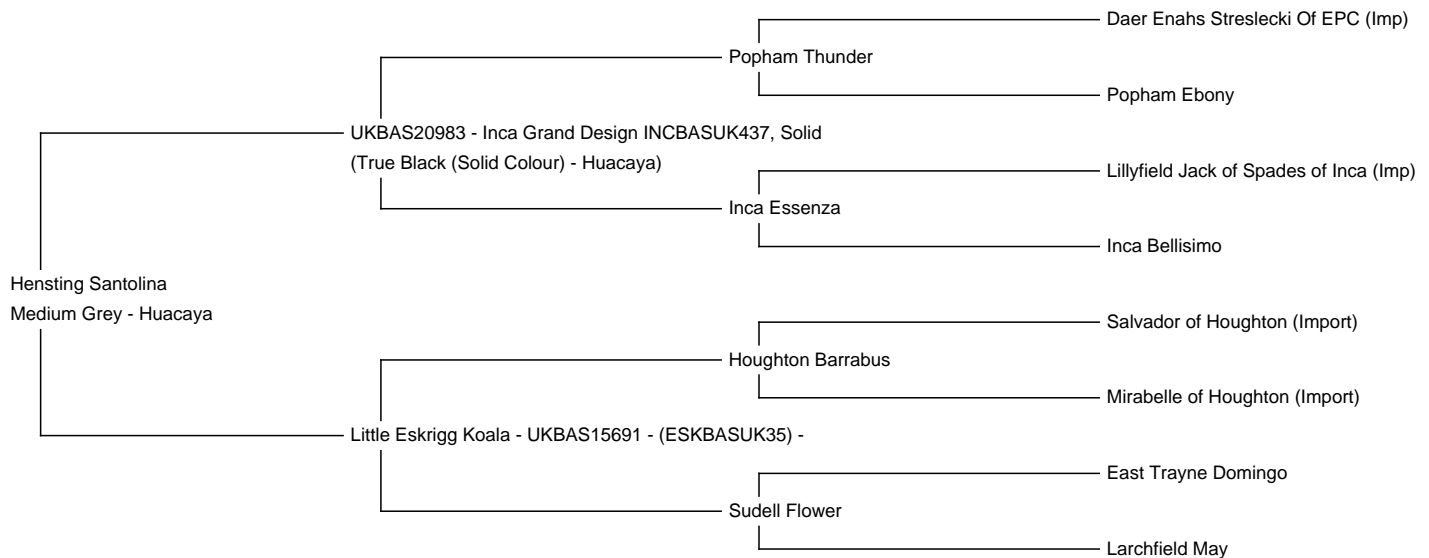 Daer Enahs Streslecki Of EPC (Imp)
Popham Thunder
Popham Ebony
UKBAS20983 - Inca Grand Design INCBASUK437, Solid
(True Black (Solid Colour) - Huacaya)
Lillyfield Jack of Spades of Inca (Imp)
Inca Essenza
Inca Bellisimo
Hensting Santolina
Medium Grey - Huacaya
Salvador of Houghton (Import)
Houghton Barrabus
Mirabelle of Houghton (Import)
Little Eskrigg Koala - UKBAS15691 - (ESKBASUK35) -
East Trayne Domingo
Sudell Flower
Larchfield May